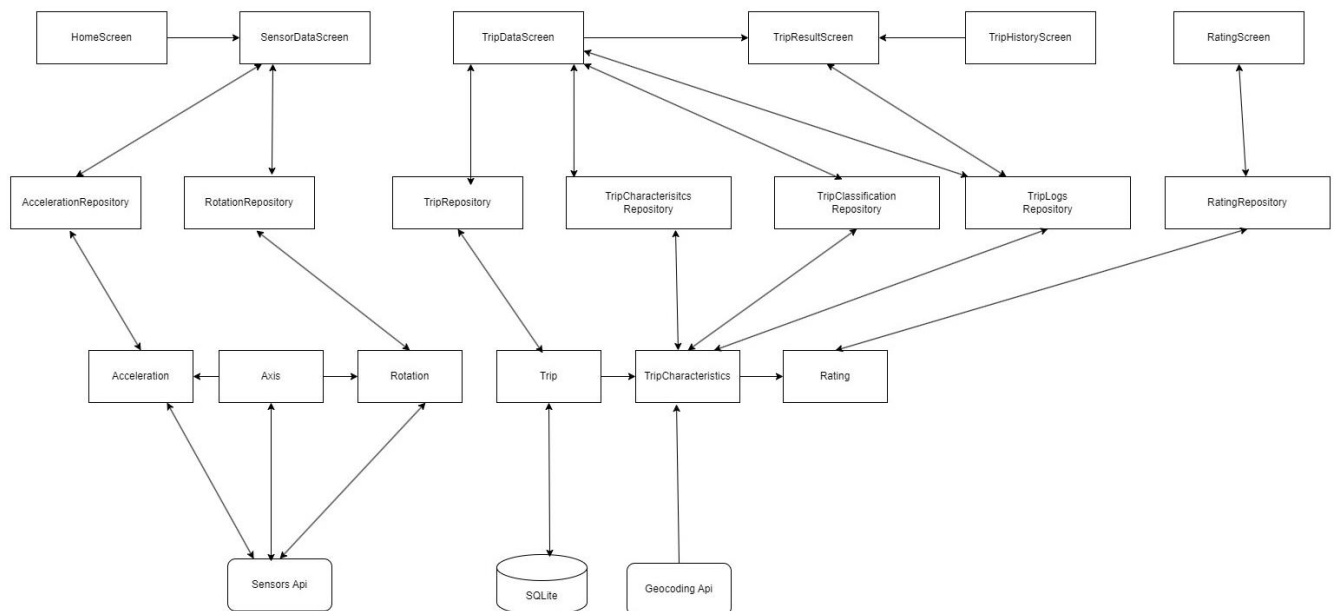 HomeScreen
SensorDataScreen
TripDataScreen
TripResultScreen
TripHistoryScreen
RatingScreen
AccelerationRepository
RotationRepository
TripRepository
TripCharacterisitcs
Repository
TripClassification
Repository
TripLogs
Repository
RatingRepository
Acceleration
Axis
Rotation
Trip
TripCharacteristics
Rating
Sensors Api
SQLite
Geocoding Api